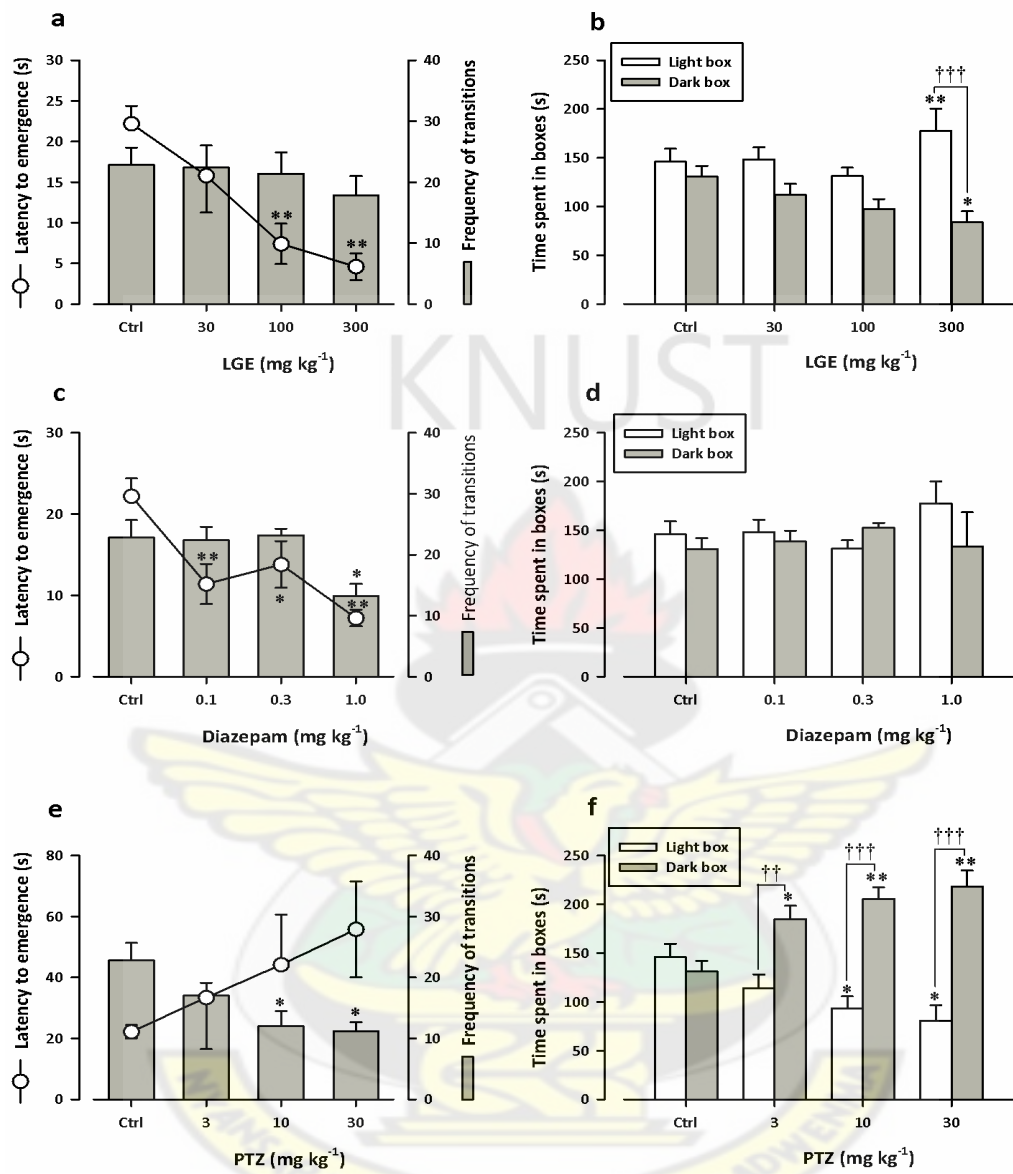 a
Latency to emergence (s)
30
25
20
15
10
5
0
**
**
40
30
20
10
0
Frequency of transitions
Ctrl 30 100 300
LGE (mg kg⁻¹)
b
Time spent in boxes (s)
250
200
150
100
50
0
Light box
Dark box
†††
**
*
Ctrl 30 100 300
LGE (mg kg⁻¹)
KNUST
c
Latency to emergence (s)
30
20
10
0
**
*
*
**
40
30
20
10
0
Frequency of transitions
Ctrl 0.1 0.3 1.0
Diazepam (mg kg⁻¹)
d
Time spent in boxes (s)
250
200
150
100
50
0
Light box
Dark box
Ctrl 0.1 0.3 1.0
Diazepam (mg kg⁻¹)
e
Latency to emergence (s)
80
60
40
20
0
*
*
40
30
20
10
0
Frequency of transitions
Ctrl 3 10 30
PTZ (mg kg⁻¹)
f
Time spent in boxes (s)
250
200
150
100
50
0
Light box
Dark box
††
*
†††
**
*
†††
**
*
Ctrl 3 10 30
PTZ (mg kg⁻¹)